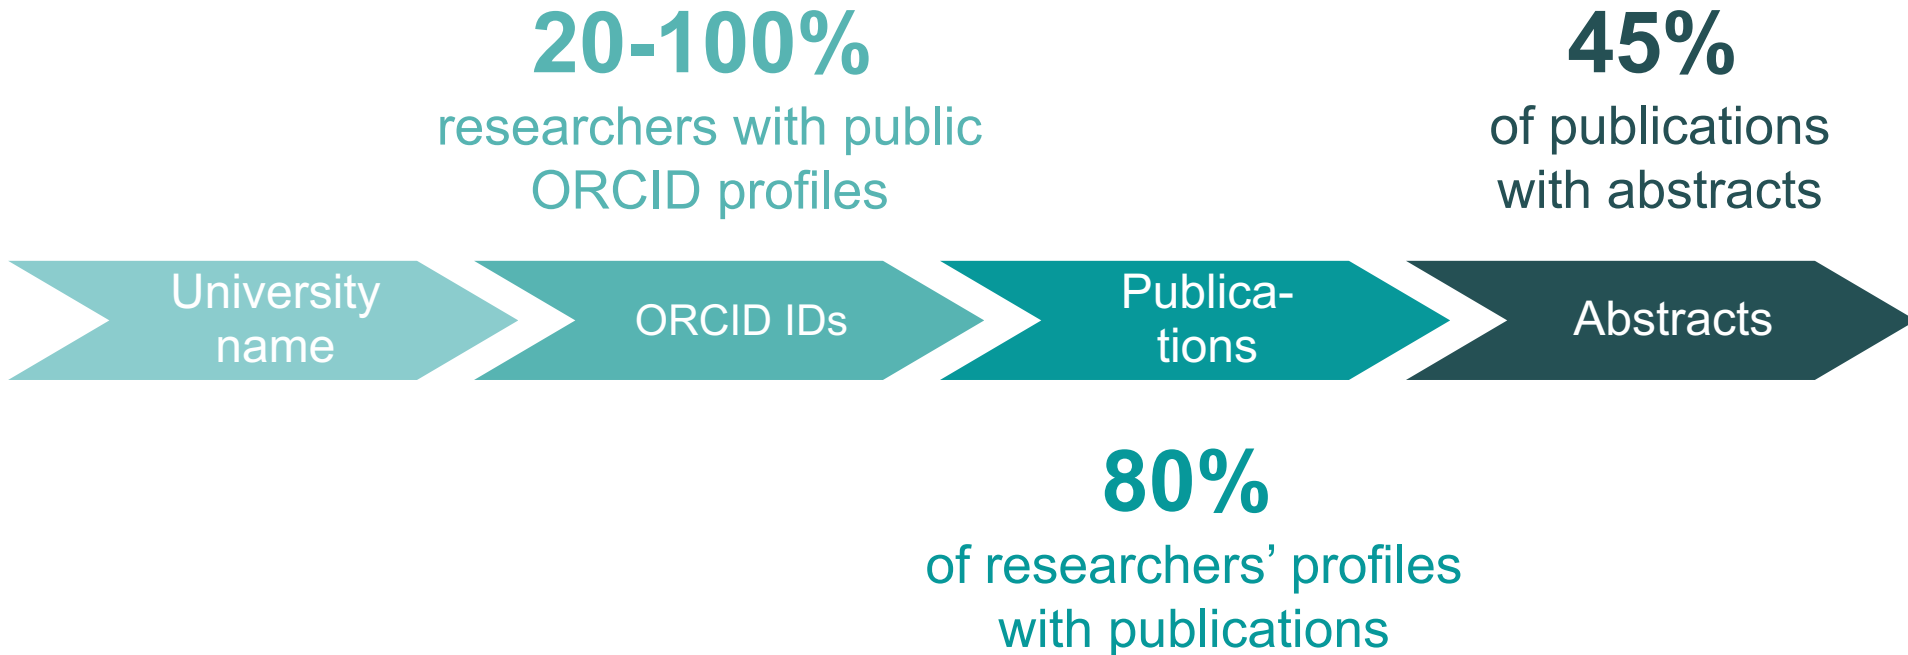 20-100%
researchers with public
ORCID profiles
45%
of publications
with abstracts
University
name
ORCID IDs
Publica-
tions
Abstracts
80%
of researchers’ profiles
with publications